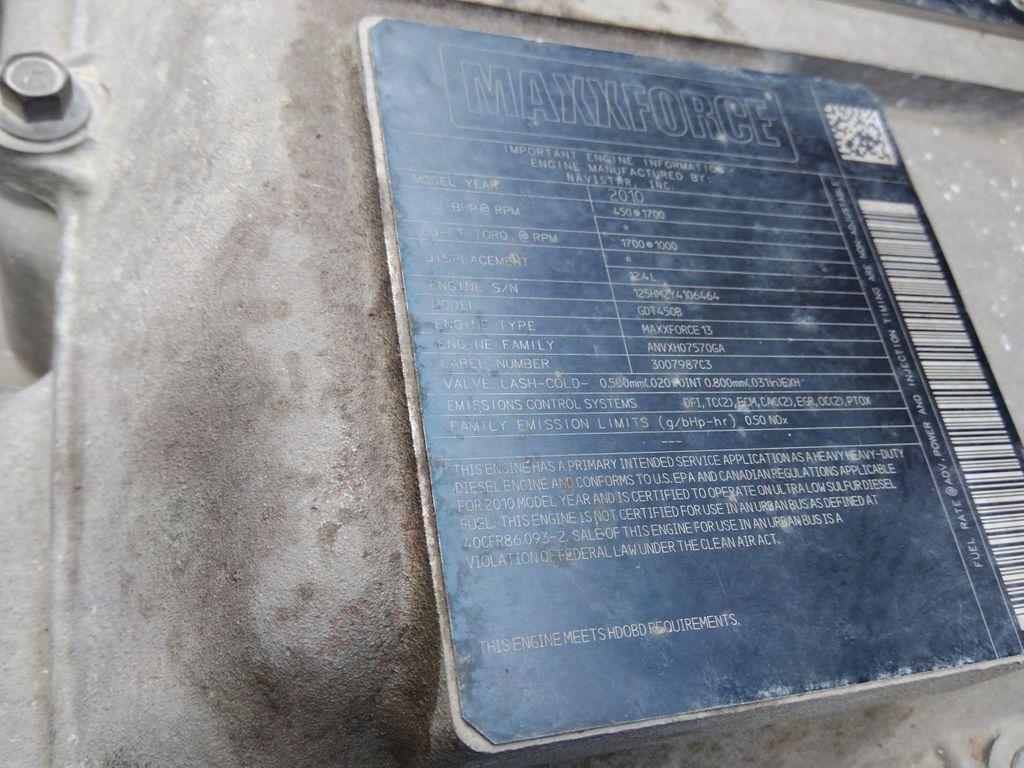 MAXXFORCE
IMPORTANT ENGINE INFORMATION
ENGINE MANUFACTURED BY:
NAVISTAR, INC.
MODEL YEAR 2010
ADV BHP@ RPM 450@1700
*
LB-FT. TORQ.@ RPM 1700@1000
*
DISPLACEMENT 12.4L
ENGINE S/N 125HM2Y4106464
MODEL GDT450B
ENGINE TYPE MAXXFORCE 13
ENGINE FAMILY ANVXH07570GA
LABEL NUMBER 3007987C3
VALVE LASH-COLD- 0.500mm(.020in)INT 0.800mm(.031in)EXH
EMISSIONS CONTROL SYSTEMS DFI,TC(2),ECM,CAC(2),EGR,OC(2),PTOX
FAMILY EMISSION LIMITS (g/bHp-hr) 0.50 NOx
---
THIS ENGINE HAS A PRIMARY INTENDED SERVICE APPLICATION AS A HEAVY HEAVY-DUTY
DIESEL ENGINE AND CONFORMS TO U.S. EPA AND CANADIAN REGULATIONS APPLICABLE
FOR 2010 MODEL YEAR AND IS CERTIFIED TO OPERATE ON ULTRA LOW SULFUR DIESEL
FUEL. THIS ENGINE IS NOT CERTIFIED FOR USE IN AN URBAN BUS AS DEFINED AT
40CFR86.093-2. SALE OF THIS ENGINE FOR USE IN AN URBAN BUS IS A
VIOLATION OF FEDERAL LAW UNDER THE CLEAN AIR ACT.
THIS ENGINE MEETS HDOBD REQUIREMENTS.
FUEL RATE @ ADV. POWER AND INJECTION TIMING ARE NON-ADJUSTABLE